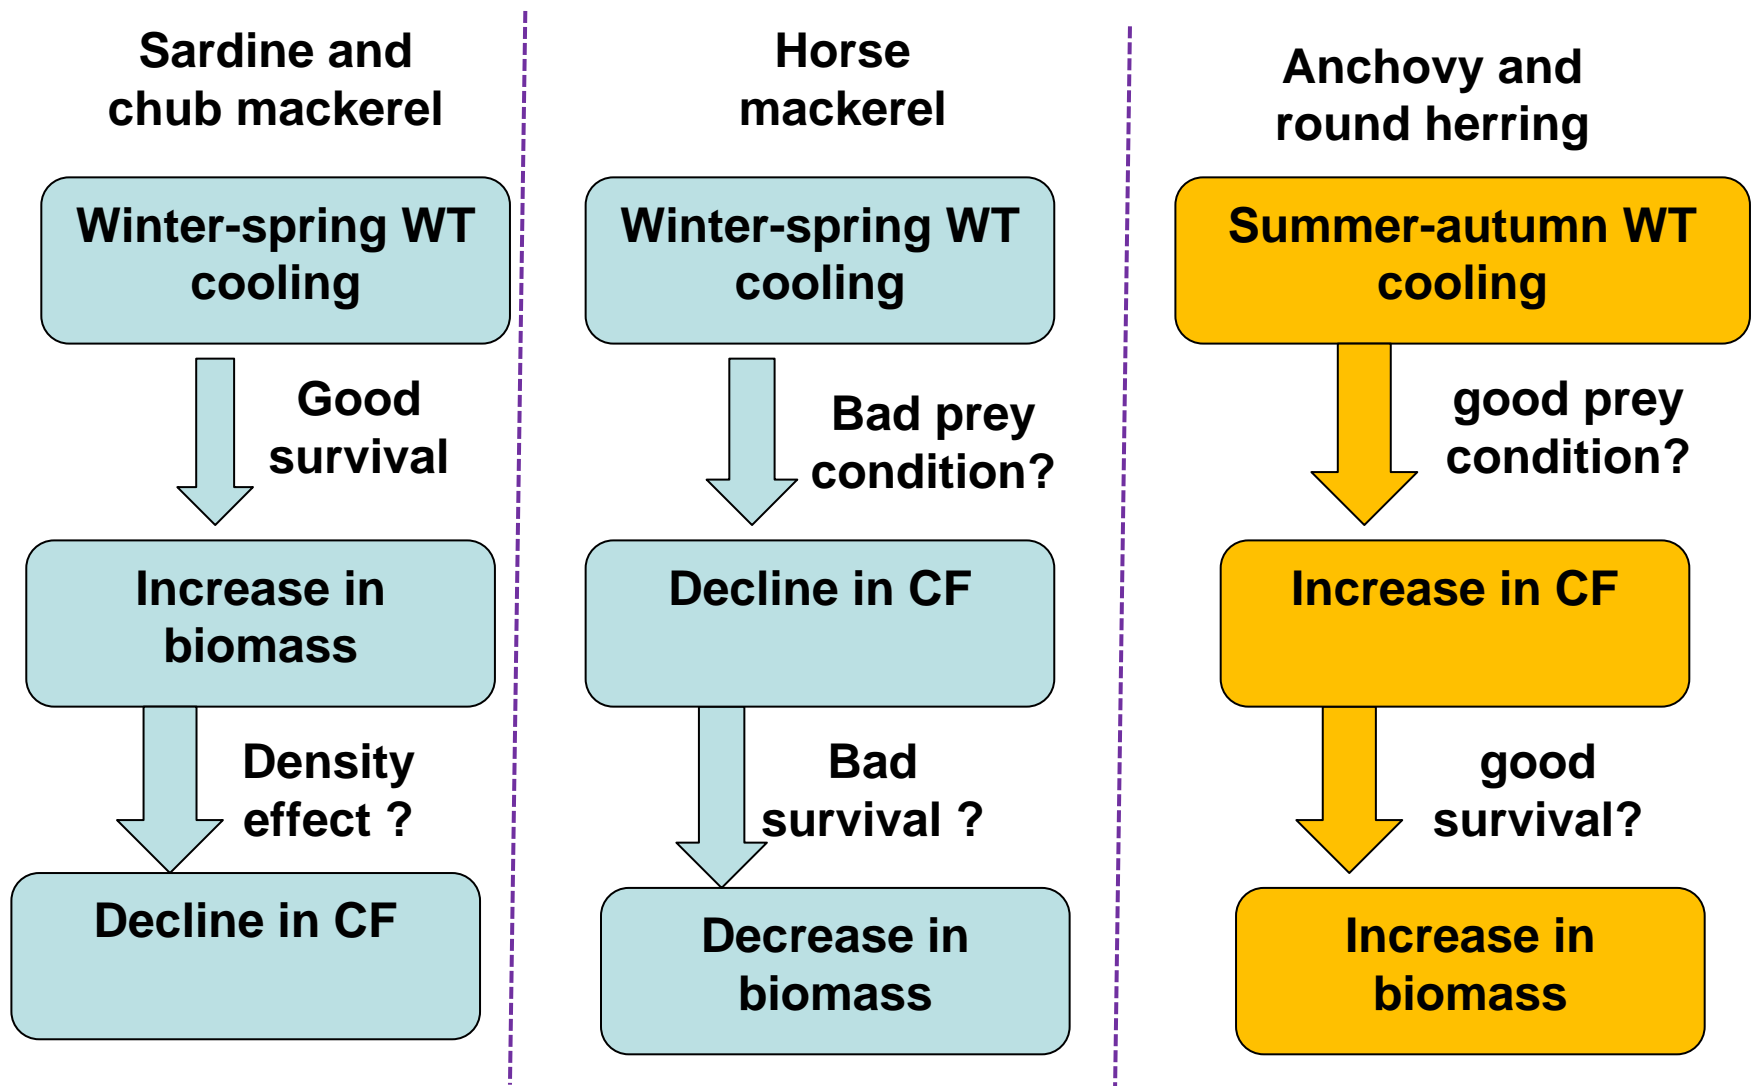 Sardine and
chub mackerel
Winter-spring WT
cooling
Good
survival
Increase in
biomass
Density
effect ?
Decline in CF
Horse
mackerel
Winter-spring WT
cooling
Bad prey
condition?
Decline in CF
Bad
survival ?
Decrease in
biomass
Anchovy and
round herring
Summer-autumn WT
cooling
good prey
condition?
Increase in CF
good
survival?
Increase in
biomass